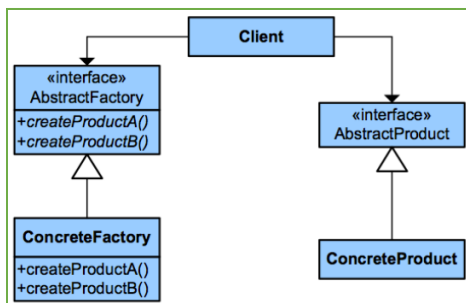 Client
«interface»
AbstractFactory
+createProductA()
+createProductB()
«interface»
AbstractProduct
ConcreteFactory
+createProductA()
+createProductB()
ConcreteProduct